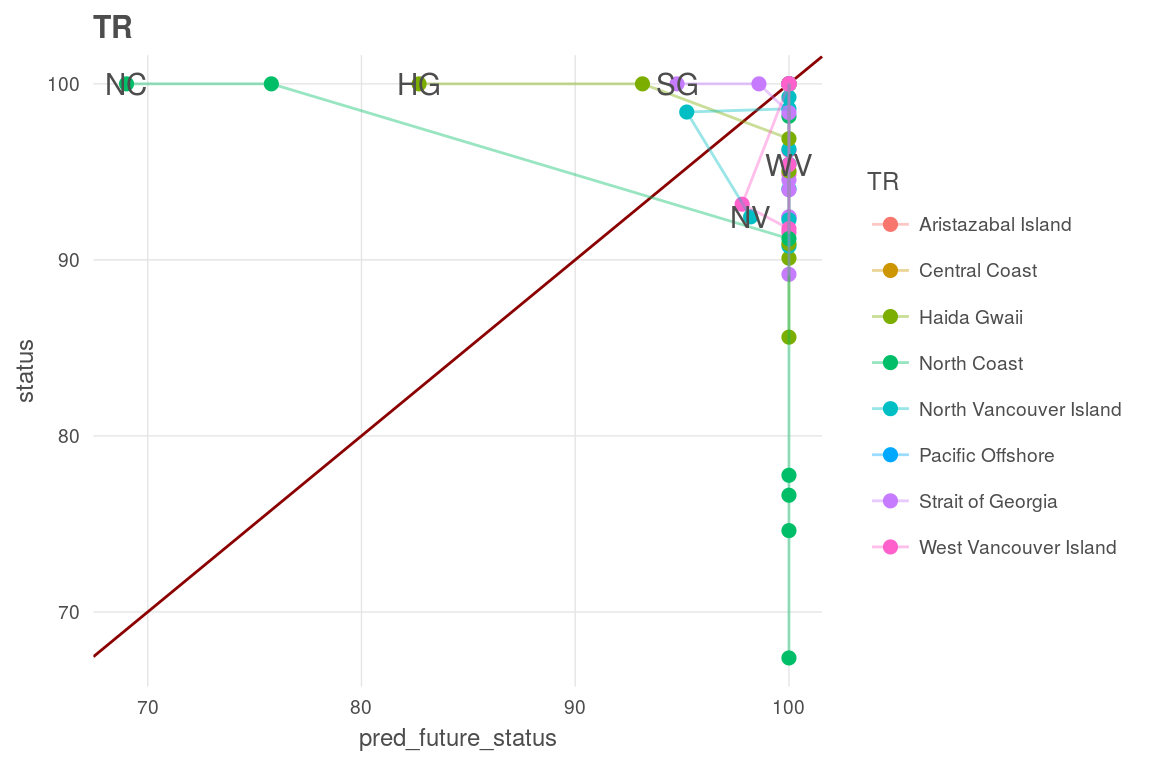 TR
100
90
80
70
status
NC
HG
SG
WV
NV
70
80
90
100
pred_future_status
TR
Aristazabal Island
Central Coast
Haida Gwaii
North Coast
North Vancouver Island
Pacific Offshore
Strait of Georgia
West Vancouver Island